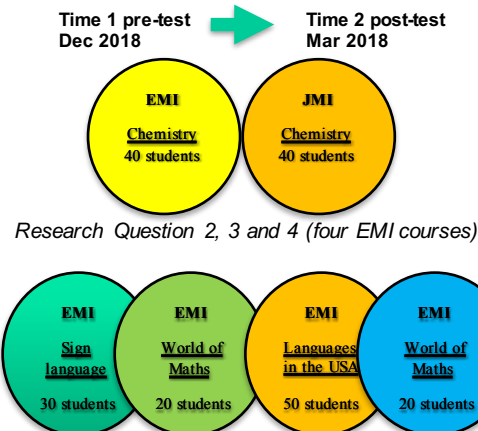 Time 1 pre-test
Dec 2018
Time 2 post-test
Mar 2018
EMI
Chemistry
40 students
JMI
Chemistry
40 students
Research Question 2, 3 and 4 (four EMI courses)
EMI
Sign
language
30 students
EMI
World of
Maths
20 students
EMI
Languages
in the USA
50 students
EMI
World of
Maths
20 students